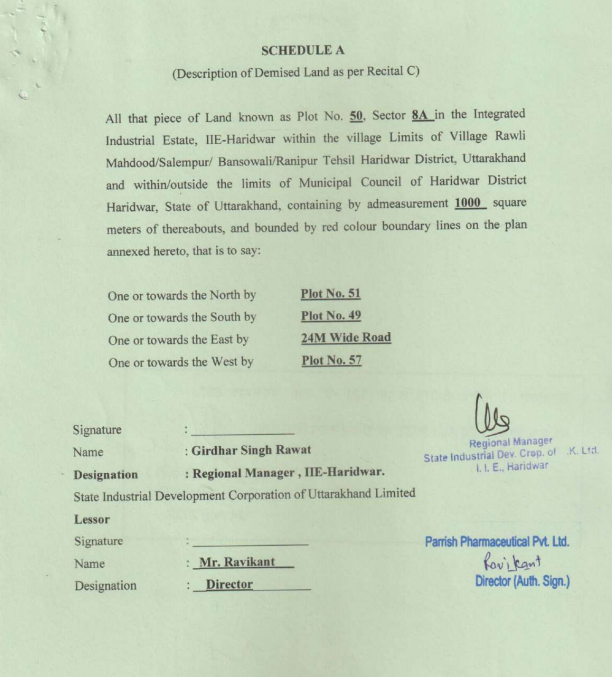 SCHEDULE A
(Description of Demised Land as per Recital C)
All that piece of Land known as Plot No. 50, Sector 8A in the Integrated
Industrial Estate, IIE-Haridwar within the village Limits of Village Rawli
Mahdood/Salempur/ Bansowali/Ranipur Tehsil Haridwar District, Uttarakhand
and within/outside the limits of Municipal Council of Haridwar District
Haridwar, State of Uttarakhand, containing by admeasurement 1000 square
meters of thereabouts, and bounded by red colour boundary lines on the plan
annexed hereto, that is to say:
One or towards the North by Plot No. 51
One or towards the South by Plot No. 49
One or towards the East by 24M Wide Road
One or towards the West by Plot No. 57
Signature :
Name : Girdhar Singh Rawat
Designation : Regional Manager , IIE-Haridwar.
State Industrial Development Corporation of Uttarakhand Limited
Regional Manager
State Industrial Dev. Crop. of .K. Ltd.
I. I. E., Haridwar
Lessor
Signature :
Name : Mr. Ravikant
Designation : Director
Parrish Pharmaceutical Pvt. Ltd.
Ravikant
Director (Auth. Sign.)